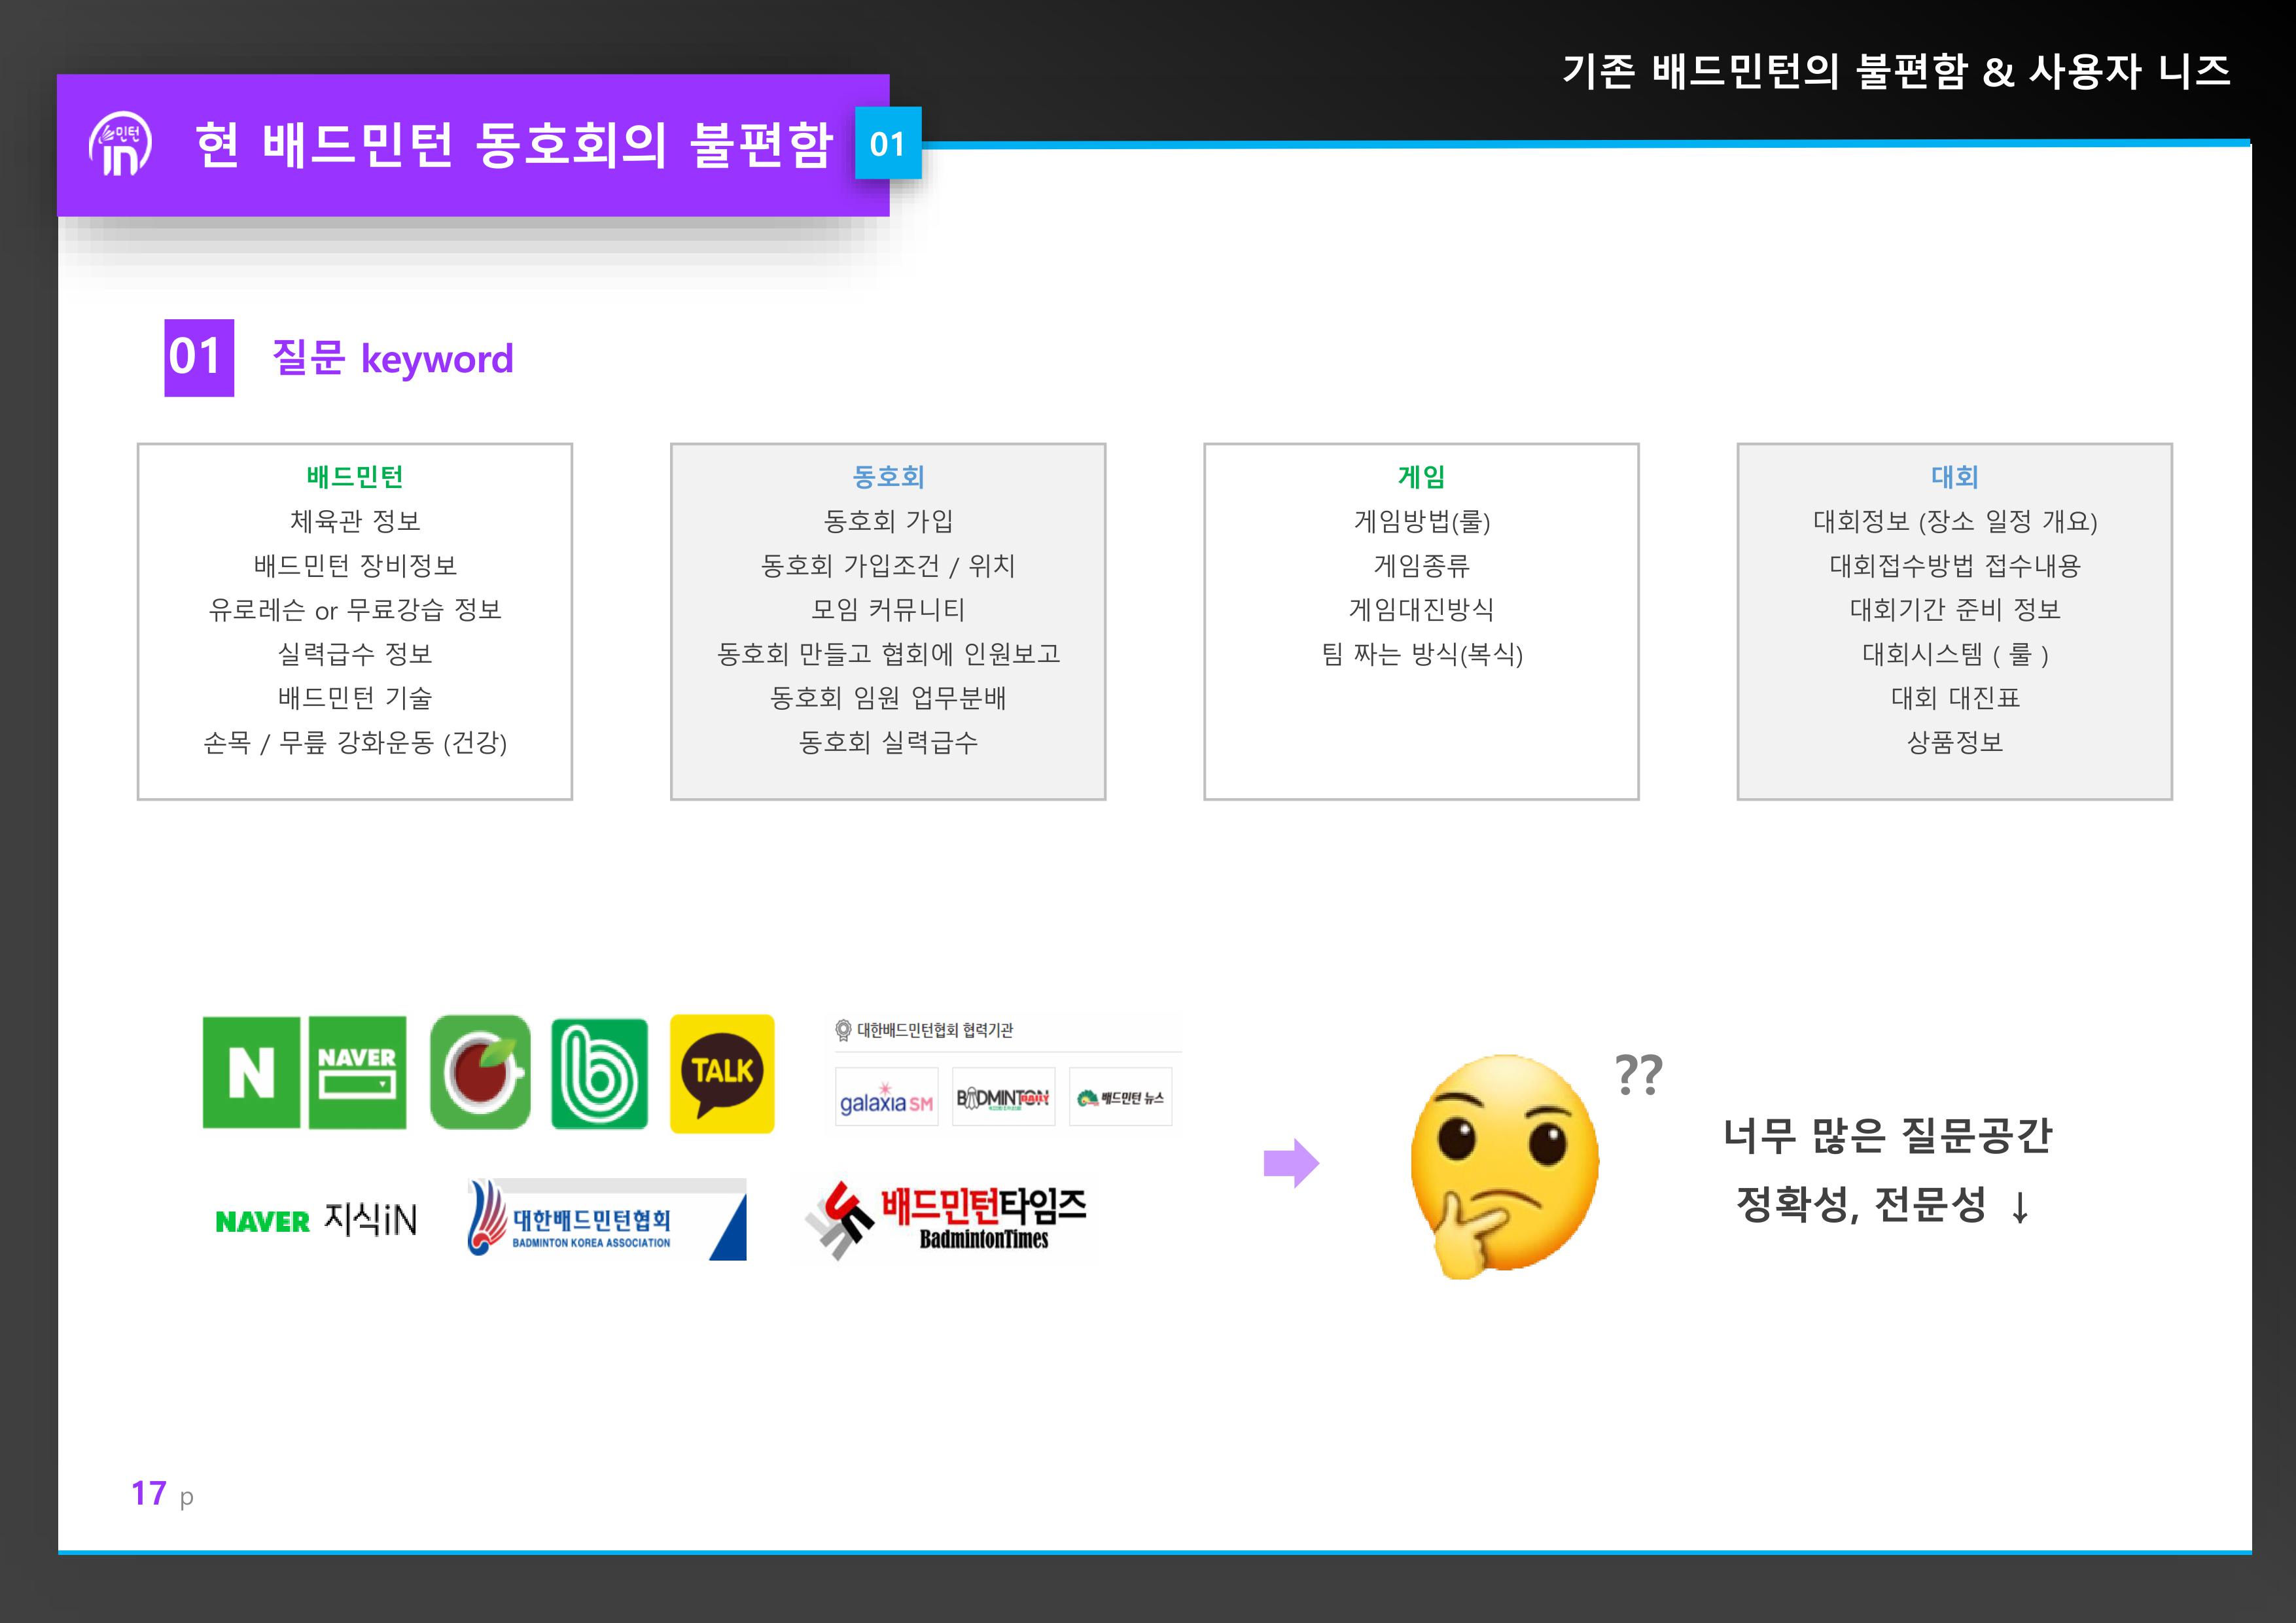 기존 배드민턴의 불편함 & 사용자 니즈
민턴
in
현 배드민턴 동호회의 불편함
01
01
질문 keyword
배드민턴
체육관 정보
배드민턴 장비정보
유로레슨 or 무료강습 정보
실력급수 정보
배드민턴 기술
손목 / 무릎 강화운동 (건강)
동호회
동호회 가입
동호회 가입조건 / 위치
모임 커뮤니티
동호회 만들고 협회에 인원보고
동호회 임원 업무분배
동호회 실력급수
게임
게임방법(룰)
게임종류
게임대진방식
팀 짜는 방식(복식)
대회
대회정보 (장소 일정 개요)
대회접수방법 접수내용
대회기간 준비 정보
대회시스템 ( 룰 )
대회 대진표
상품정보
N
NAVER
b
TALK
대한배드민턴협회 협력기관
galaxia SM
BADMINTON DAILY
배드민턴 뉴스
NAVER 지식iN
대한배드민턴협회
BADMINTON KOREA ASSOCIATION
배드민턴타임즈
BadmintonTimes
??
너무 많은 질문공간
정확성, 전문성 ↓
17 p